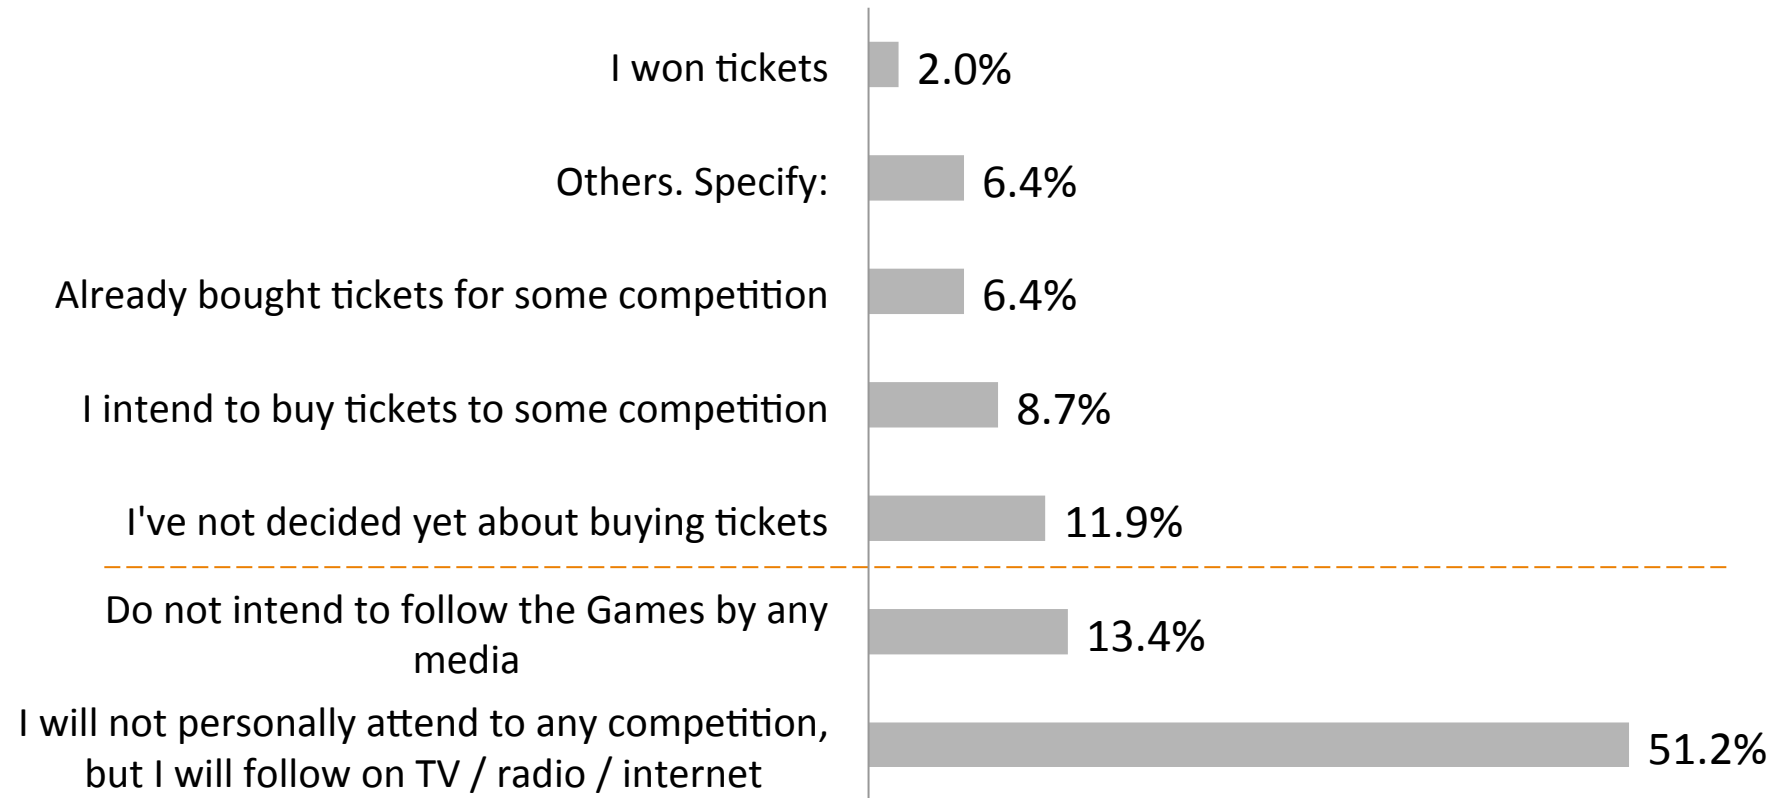 I won tickets 2.0%
Others. Specify: 6.4%
Already bought tickets for some competition 6.4%
I intend to buy tickets to some competition 8.7%
I've not decided yet about buying tickets 11.9%
Do not intend to follow the Games by any
media
13.4%
I will not personally attend to any competition,
but I will follow on TV / radio / internet
51.2%